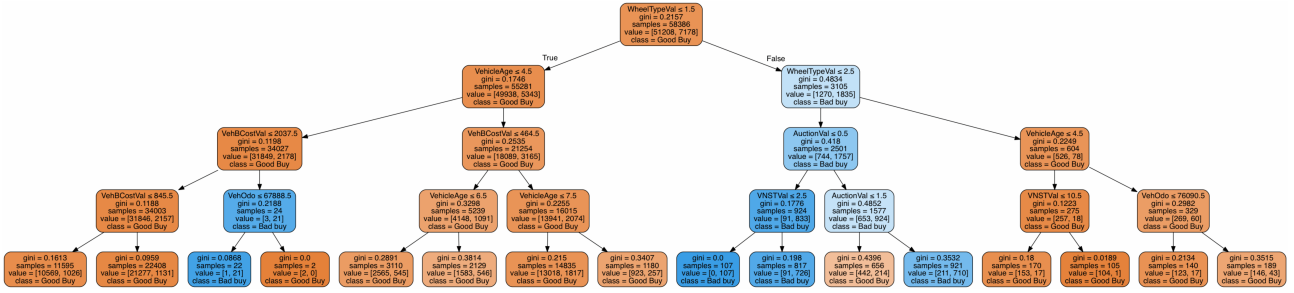 WheelTypeVal ≤ 1.5
gini = 0.2157
samples = 58386
value = [51208, 7178]
class = Good Buy
True
False
VehicleAge ≤ 4.5
gini = 0.1746
samples = 55281
value = [49938, 5343]
class = Good Buy
WheelTypeVal ≤ 2.5
gini = 0.4834
samples = 3105
value = [1270, 1835]
class = Bad buy
VehBCostVal ≤ 2037.5
gini = 0.1198
samples = 34027
value = [31849, 2178]
class = Good Buy
VehBCostVal ≤ 464.5
gini = 0.2535
samples = 21254
value = [18089, 3165]
class = Good Buy
AuctionVal ≤ 0.5
gini = 0.418
samples = 2501
value = [744, 1757]
class = Bad buy
VehicleAge ≤ 4.5
gini = 0.2249
samples = 604
value = [526, 78]
class = Good Buy
VehBCostVal ≤ 845.5
gini = 0.1188
samples = 34003
value = [31846, 2157]
class = Good Buy
VehOdo ≤ 67888.5
gini = 0.2188
samples = 24
value = [3, 21]
class = Bad buy
VehicleAge ≤ 6.5
gini = 0.3298
samples = 5239
value = [4148, 1091]
class = Good Buy
VehicleAge ≤ 7.5
gini = 0.2255
samples = 16015
value = [13941, 2074]
class = Good Buy
VNSTVal ≤ 2.5
gini = 0.1776
samples = 924
value = [91, 833]
class = Bad buy
AuctionVal ≤ 1.5
gini = 0.4852
samples = 1577
value = [653, 924]
class = Bad buy
VNSTVal ≤ 10.5
gini = 0.1223
samples = 275
value = [257, 18]
class = Good Buy
VehOdo ≤ 76090.5
gini = 0.2982
samples = 329
value = [269, 60]
class = Good Buy
gini = 0.1613
samples = 11595
value = [10569, 1026]
class = Good Buy
gini = 0.0959
samples = 22408
value = [21277, 1131]
class = Good Buy
gini = 0.0868
samples = 22
value = [1, 21]
class = Bad buy
gini = 0.0
samples = 2
value = [2, 0]
class = Good Buy
gini = 0.2891
samples = 3110
value = [2565, 545]
class = Good Buy
gini = 0.3814
samples = 2129
value = [1583, 546]
class = Good Buy
gini = 0.215
samples = 14835
value = [13018, 1817]
class = Good Buy
gini = 0.3407
samples = 1180
value = [923, 257]
class = Good Buy
gini = 0.0
samples = 107
value = [0, 107]
class = Bad buy
gini = 0.198
samples = 817
value = [91, 726]
class = Bad buy
gini = 0.4396
samples = 656
value = [442, 214]
class = Good Buy
gini = 0.3532
samples = 921
value = [211, 710]
class = Bad buy
gini = 0.18
samples = 170
value = [153, 17]
class = Good Buy
gini = 0.0189
samples = 105
value = [104, 1]
class = Good Buy
gini = 0.2134
samples = 140
value = [123, 17]
class = Good Buy
gini = 0.3515
samples = 189
value = [146, 43]
class = Good Buy